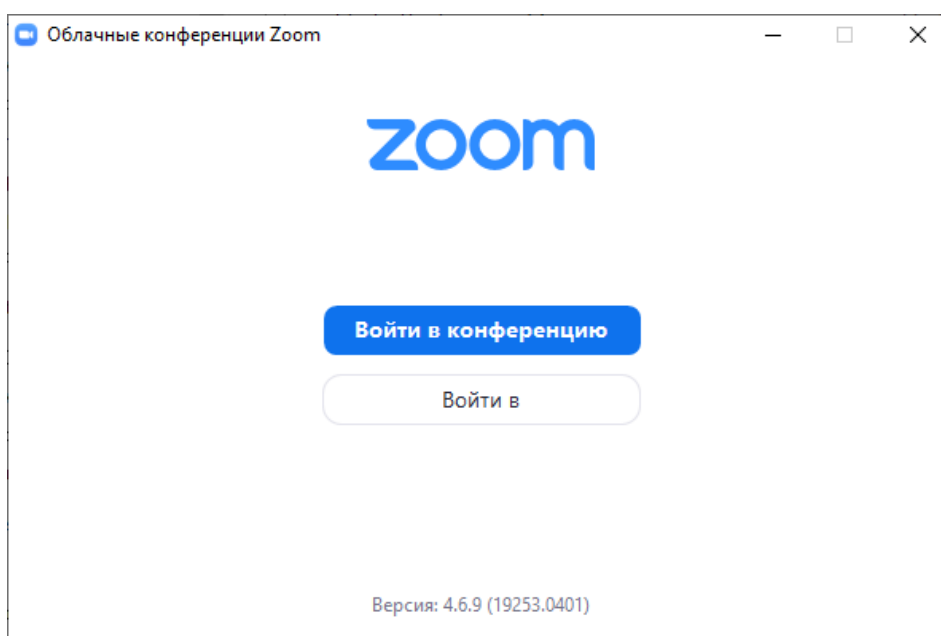 Облачные конференции Zoom
zoom
Войти в конференцию
Войти в
Версия: 4.6.9 (19253.0401)